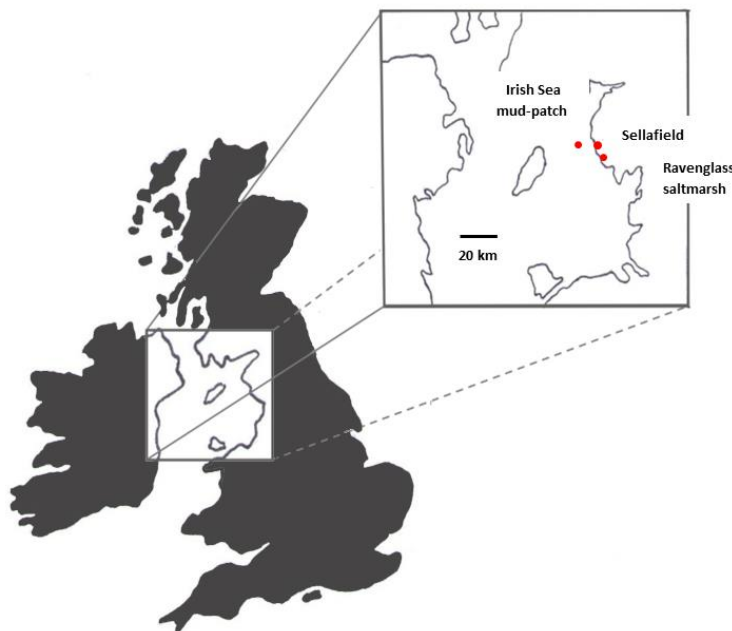 Irish Sea
mud-patch
Sellafield
Ravenglass
saltmarsh
20 km